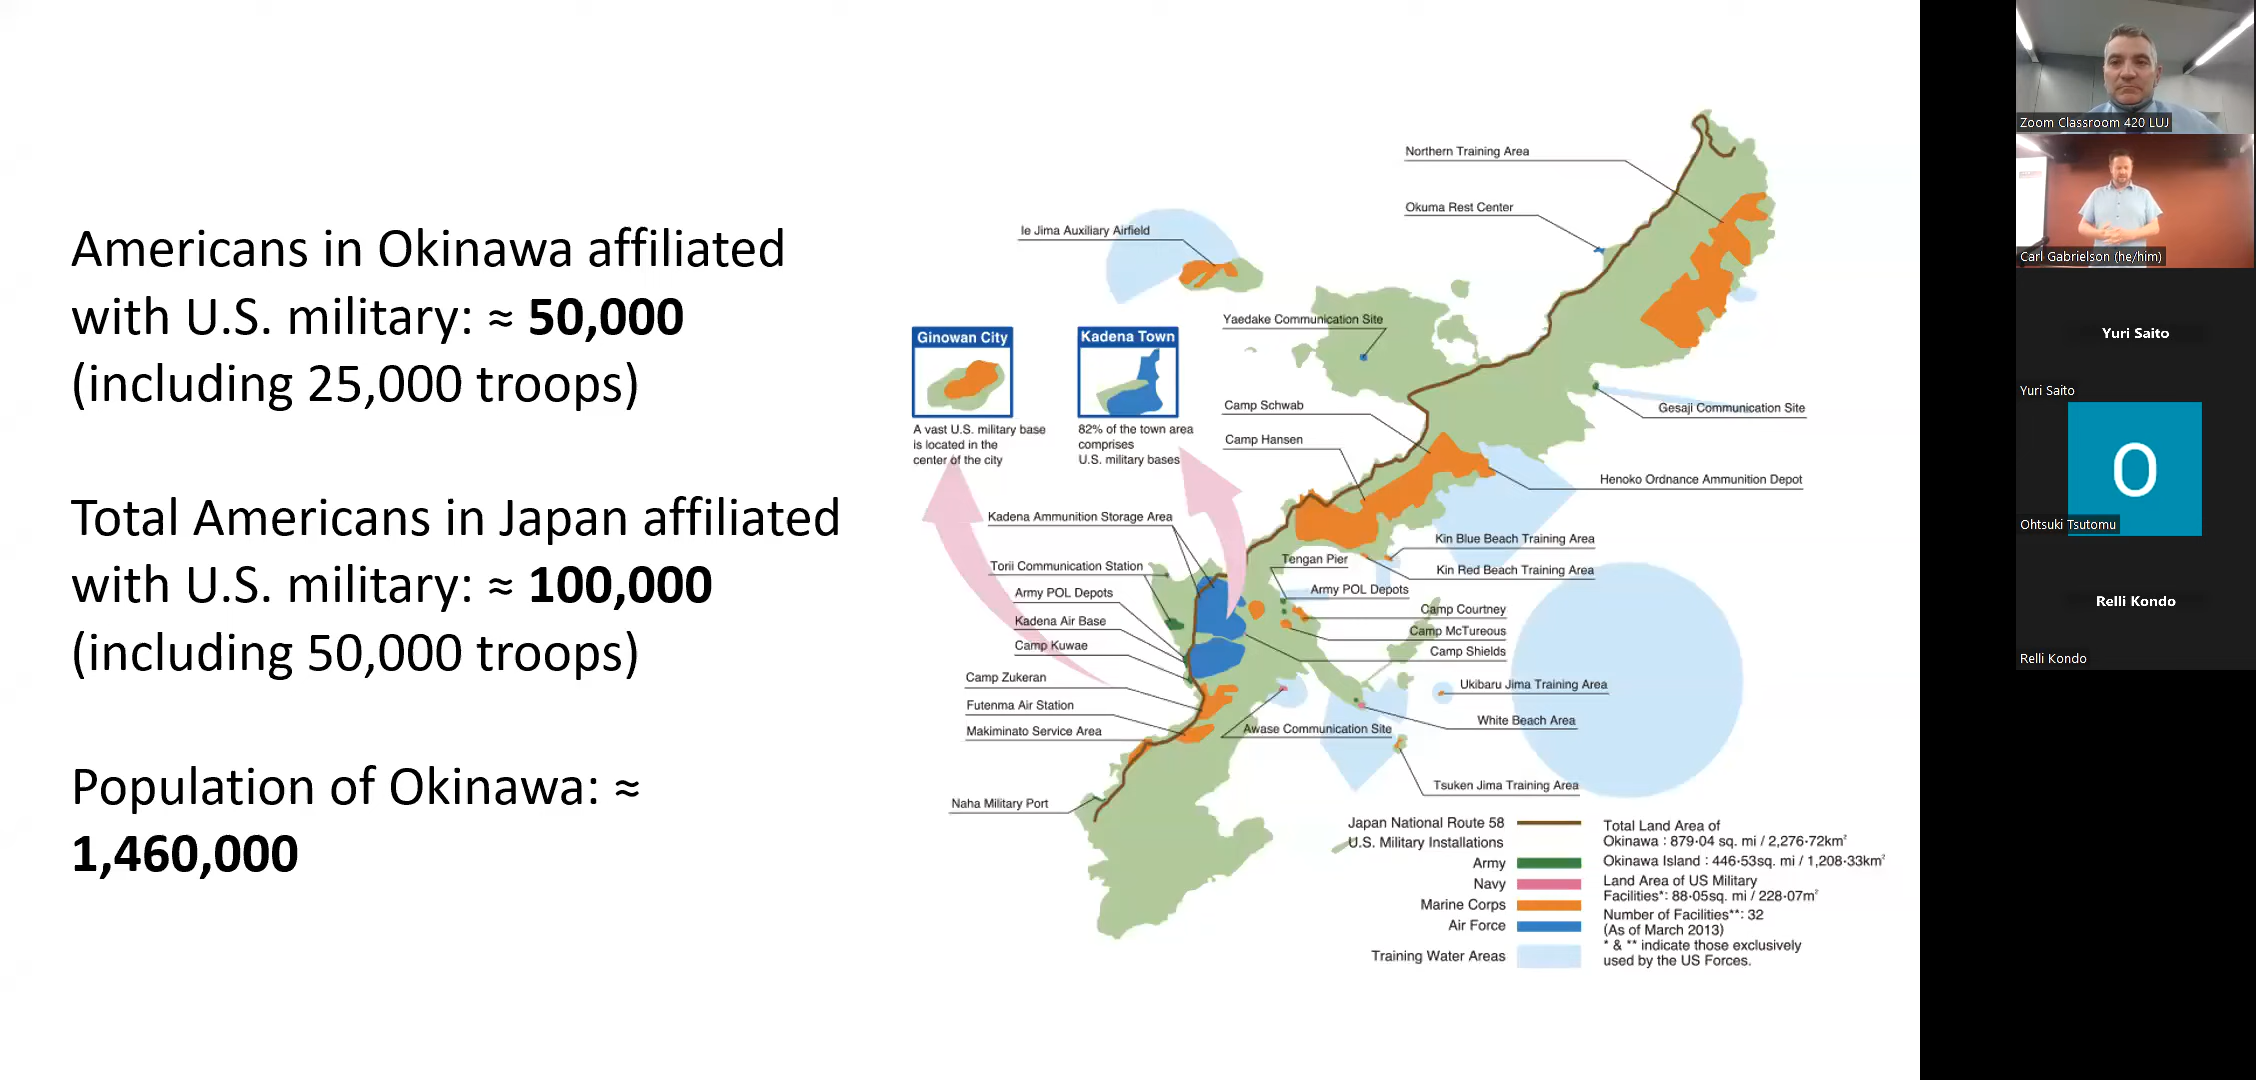 Americans in Okinawa affiliated
with U.S. military: ≈ 50,000
(including 25,000 troops)
Total Americans in Japan affiliated
with U.S. military: ≈ 100,000
(including 50,000 troops)
Population of Okinawa: ≈
1,460,000
Northern Training Area
Okuma Rest Center
Ie Jima Auxiliary Airfield
Yaedake Communication Site
Ginowan City
A vast U.S. military base
is located in the
center of the city
Kadena Town
82% of the town area
comprises
U.S. military bases
Camp Schwab
Camp Hansen
Gesaji Communication Site
Henoko Ordnance Ammunition Depot
Kadena Ammunition Storage Area
Kin Blue Beach Training Area
Tengan Pier
Kin Red Beach Training Area
Torii Communication Station
Army POL Depots
Army POL Depots
Kadena Air Base
Camp Courtney
Camp McTureous
Camp Kuwae
Camp Shields
Camp Zukeran
Ukibaru Jima Training Area
Futenma Air Station
White Beach Area
Makiminato Service Area
Awase Communication Site
Tsuken Jima Training Area
Naha Military Port
Japan National Route 58
U.S. Military Installations
Army
Navy
Marine Corps
Air Force
Training Water Areas
Total Land Area of
Okinawa : 879·04 sq. mi / 2,276·72km²
Okinawa Island : 446·53sq. mi / 1,208·33km²
Land Area of US Military
Facilities*: 88·05sq. mi / 228·07m²
Number of Facilities**: 32
(As of March 2013)
* & ** indicate those exclusively
used by the US Forces.
Zoom Classroom 420 LUJ
Carl Gabrielson (he/him)
Yuri Saito
Yuri Saito
O
Ohtsuki Tsutomu
Relli Kondo
Relli Kondo